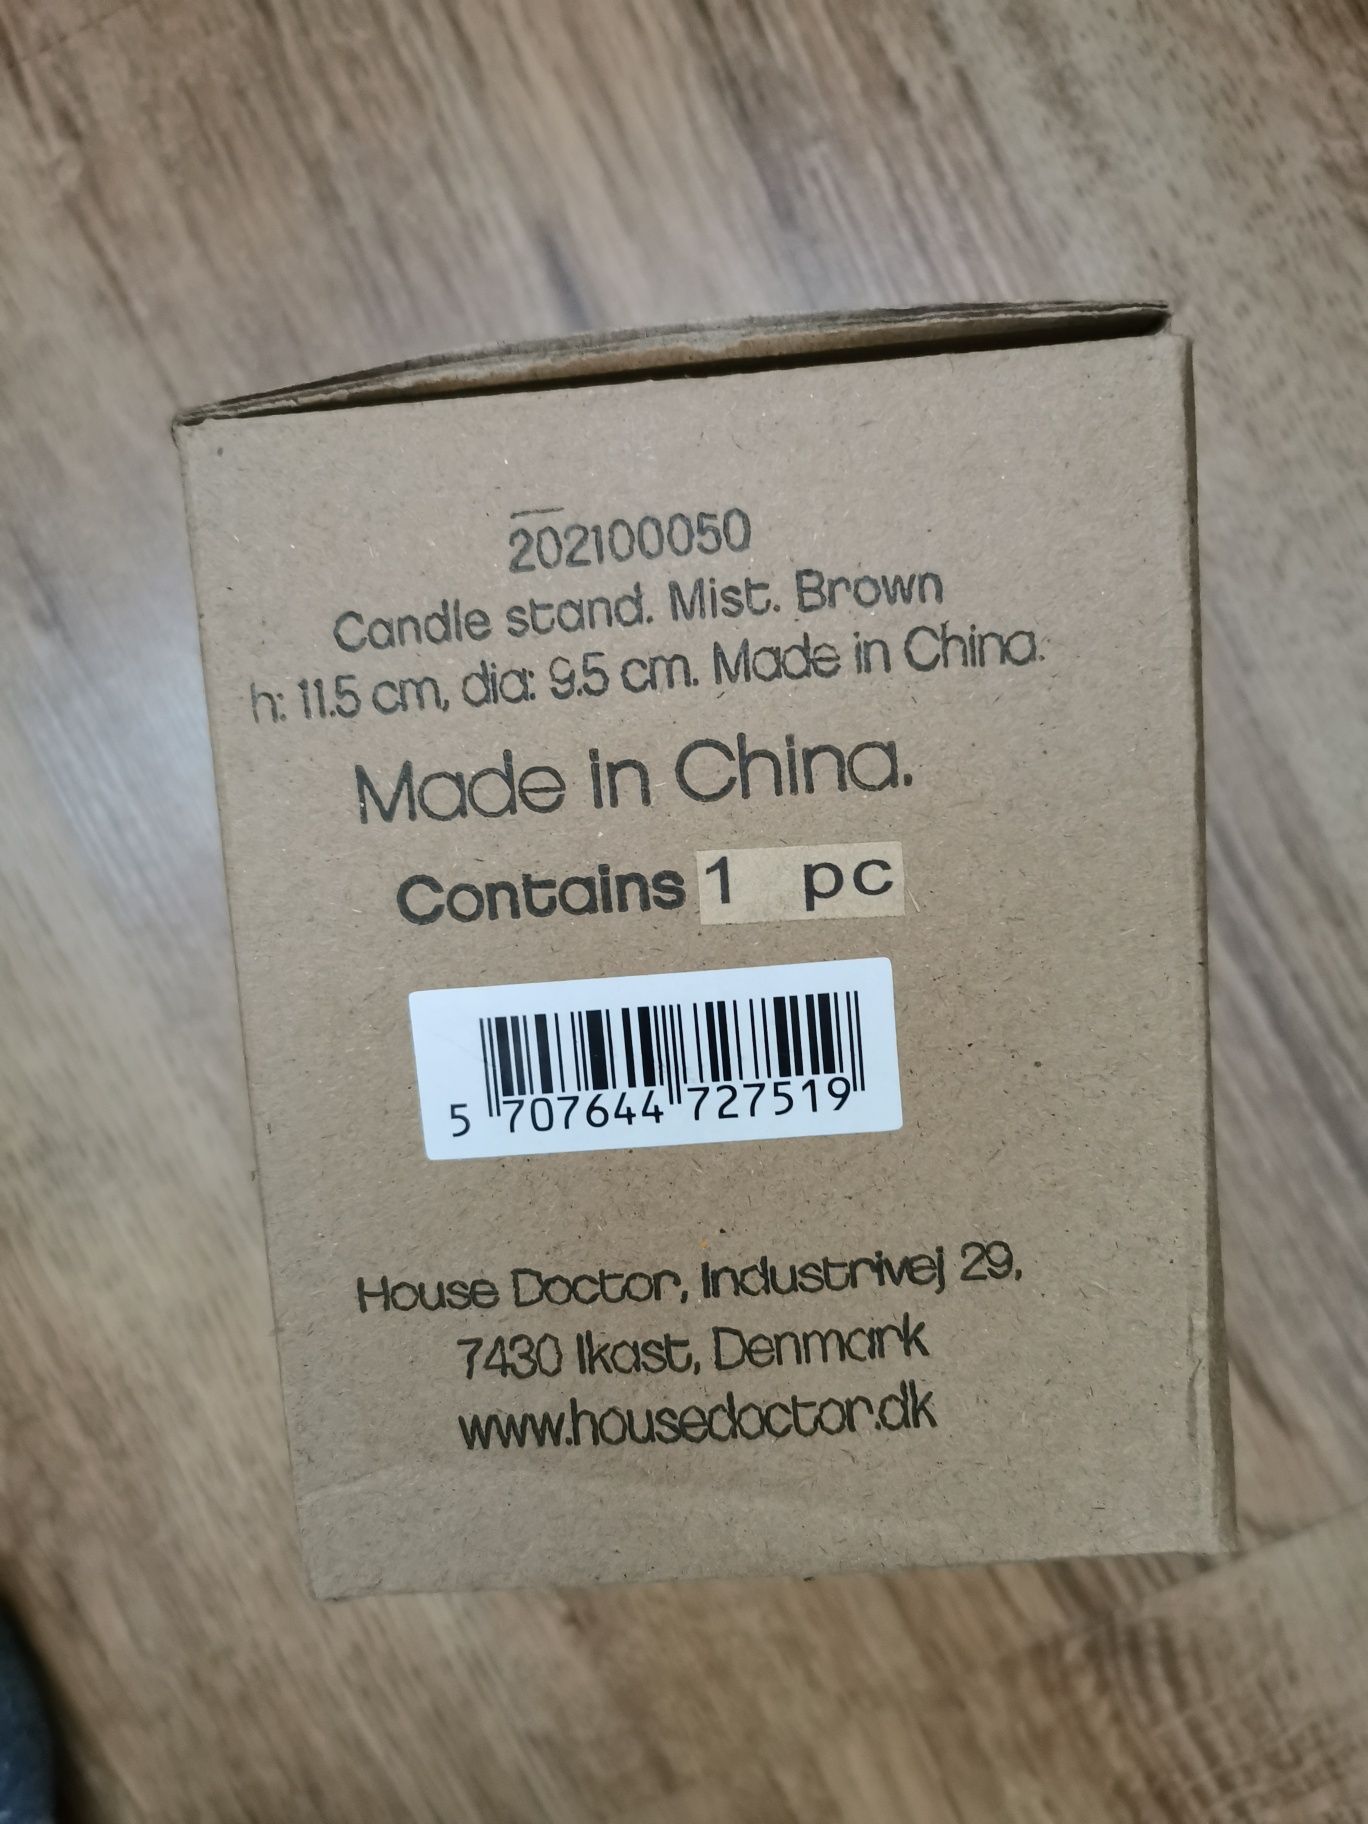 202100050
Candle stand. Mist. Brown
h: 11.5 cm, dia: 9.5 cm. Made in China.
Made in China.
Contains 1 pc
5 707644 727519
House Doctor, Industrivej 29,
7430 Ikast, Denmark
www.housedoctor.dk